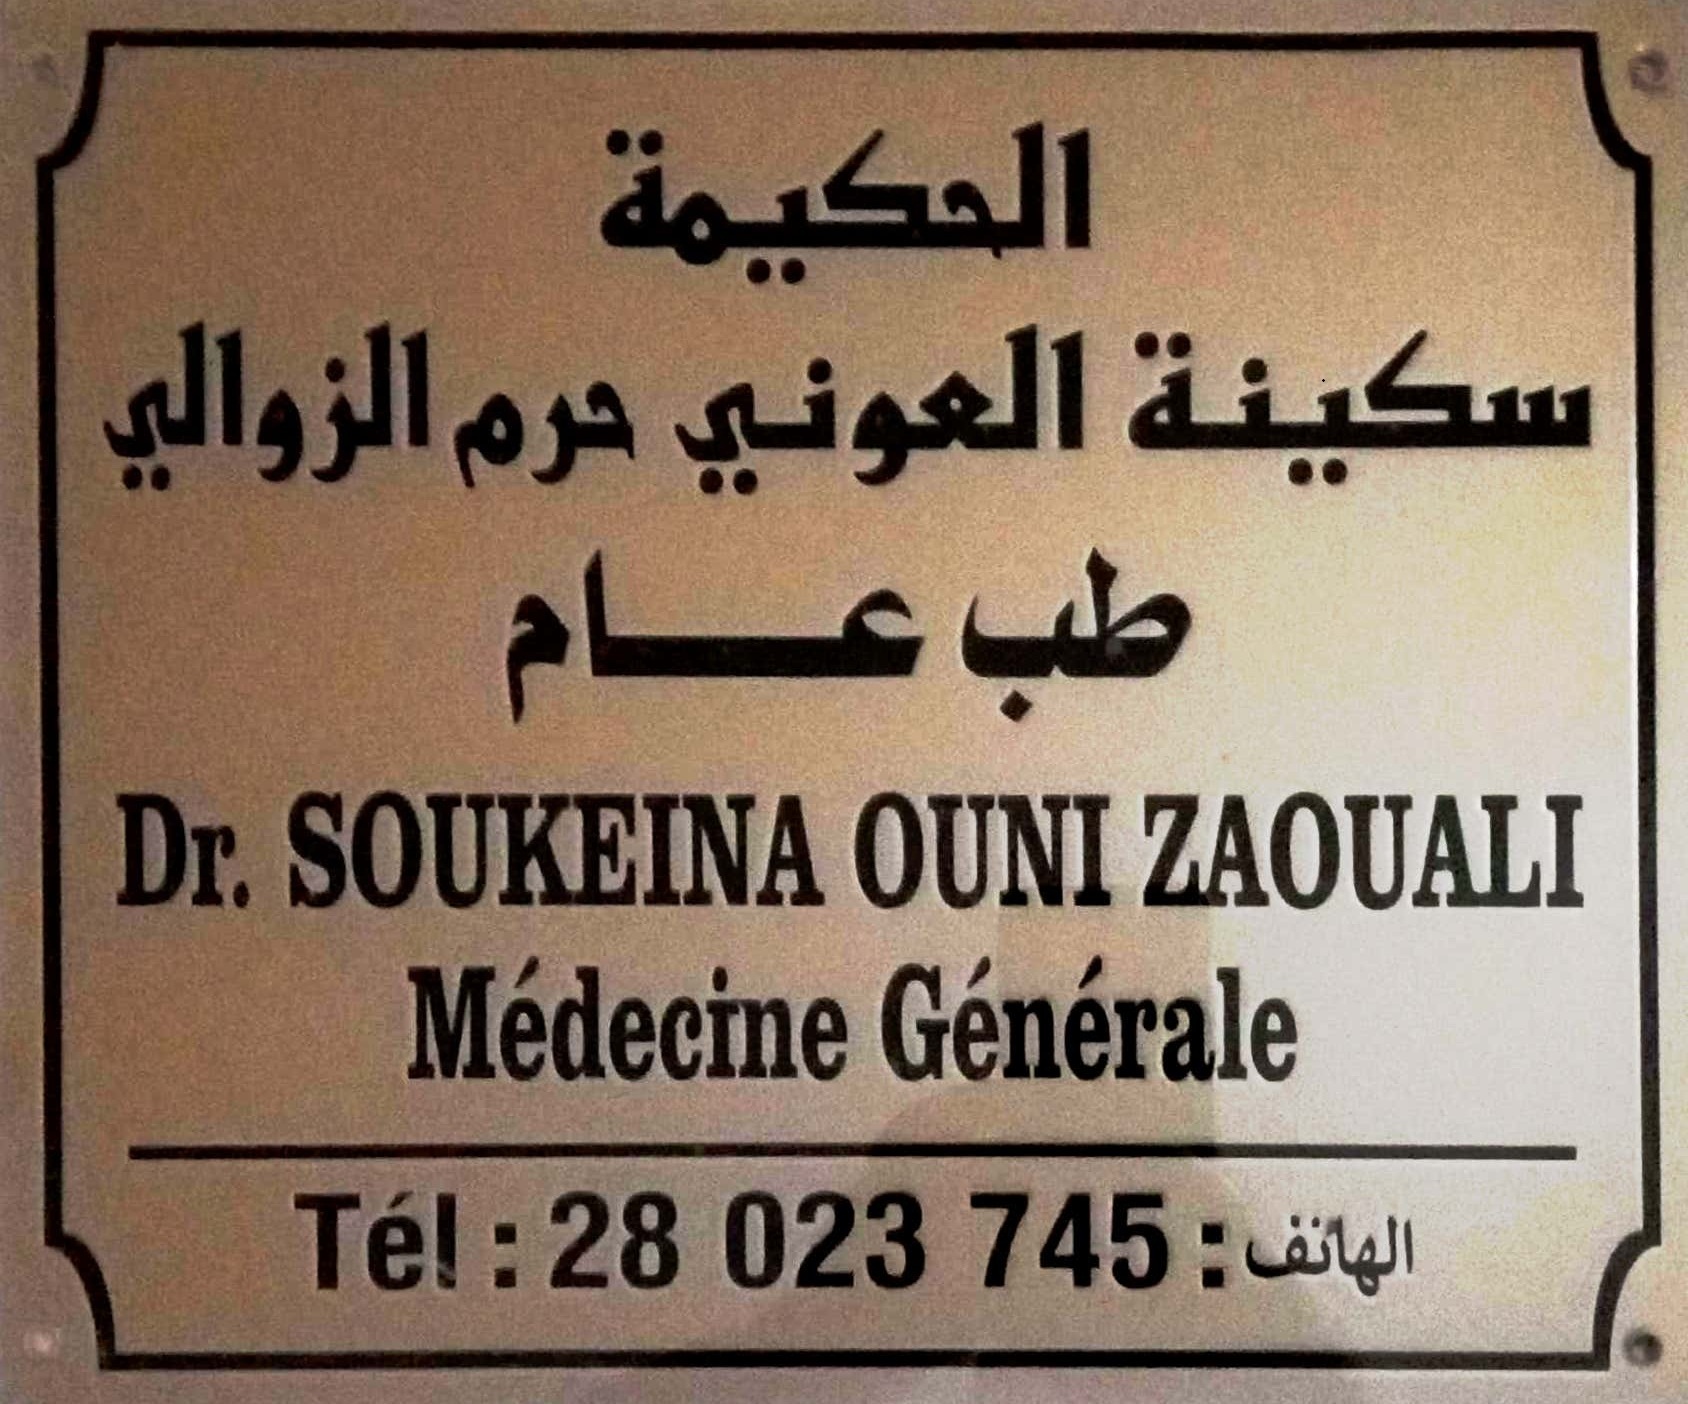 الحكيمة
سكينة العوني حرم الزوالي
طب عام
Dr. SOUKEINA OUNI ZAOUALI
Médecine Générale
Tél : 28 023 745 : الهاتف